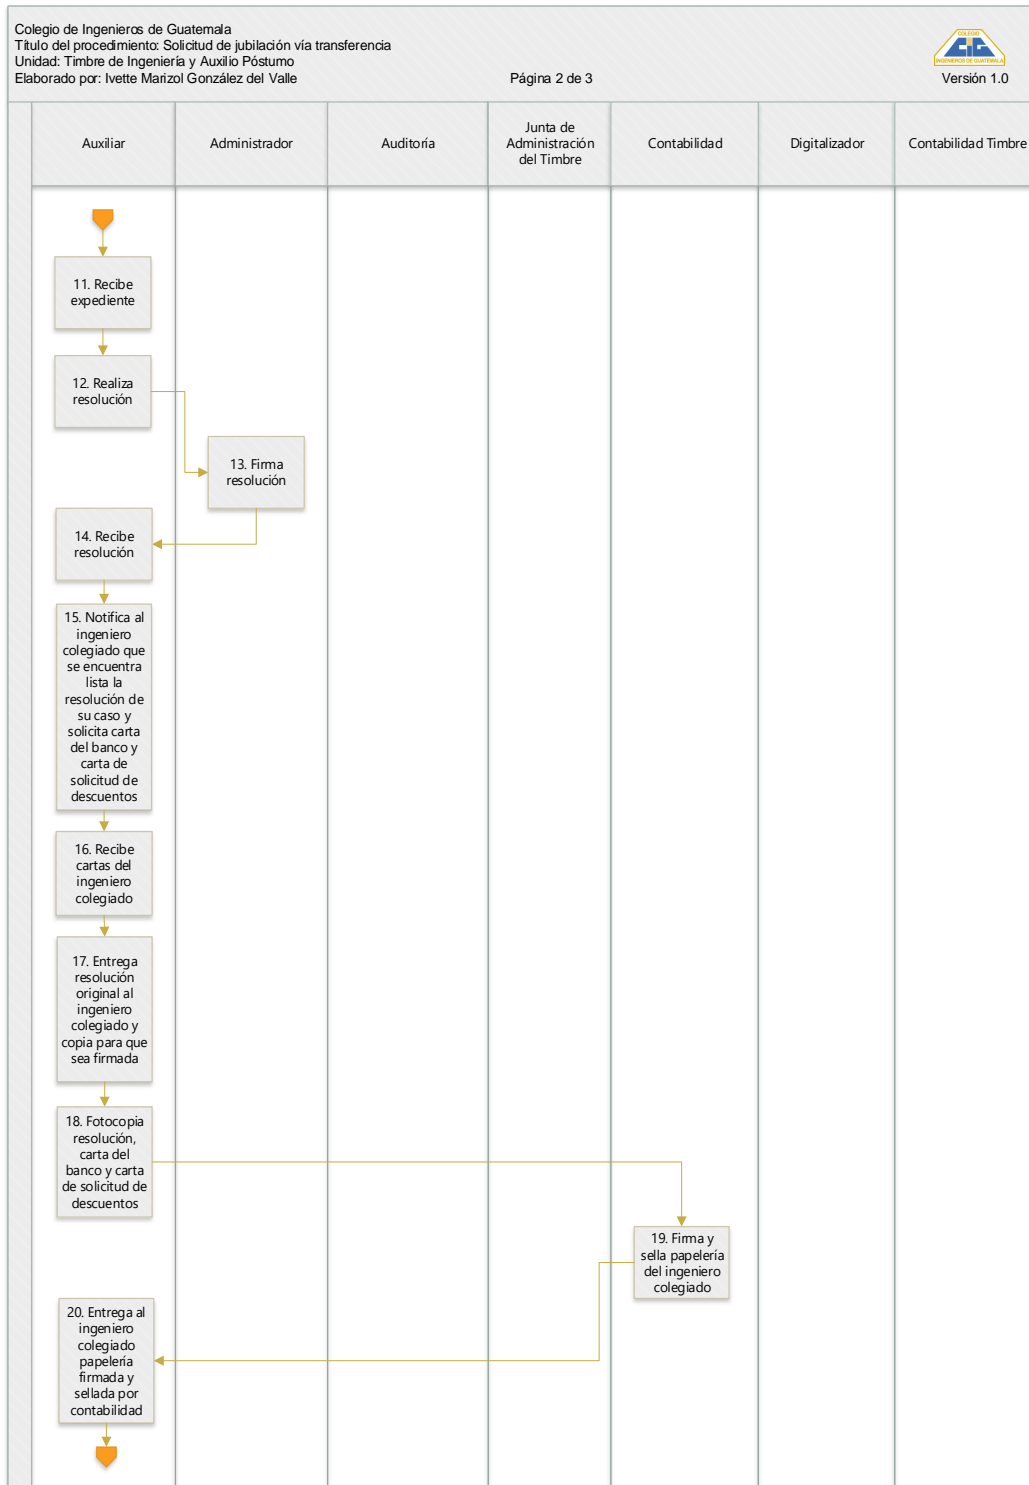 Colegio de Ingenieros de Guatemala
Título del procedimiento: Solicitud de jubilación vía transferencia
Unidad: Timbre de Ingeniería y Auxilio Póstumo
Elaborado por: Ivette Marizol González del Valle
Página 2 de 3
COLEGIO
CIG
INGENIEROS DE GUATEMALA
Versión 1.0
Auxiliar
Administrador
Auditoría
Junta de
Administración
del Timbre
Contabilidad
Digitalizador
Contabilidad Timbre
11. Recibe
expediente
12. Realiza
resolución
13. Firma
resolución
14. Recibe
resolución
15. Notifica al
ingeniero
colegiado que
se encuentra
lista la
resolución de
su caso y
solicita carta
del banco y
carta de
solicitud de
descuentos
16. Recibe
cartas del
ingeniero
colegiado
17. Entrega
resolución
original al
ingeniero
colegiado y
copia para que
sea firmada
18. Fotocopia
resolución,
carta del
banco y carta
de solicitud de
descuentos
19. Firma y
sella papelería
del ingeniero
colegiado
20. Entrega al
ingeniero
colegiado
papelería
firmada y
sellada por
contabilidad